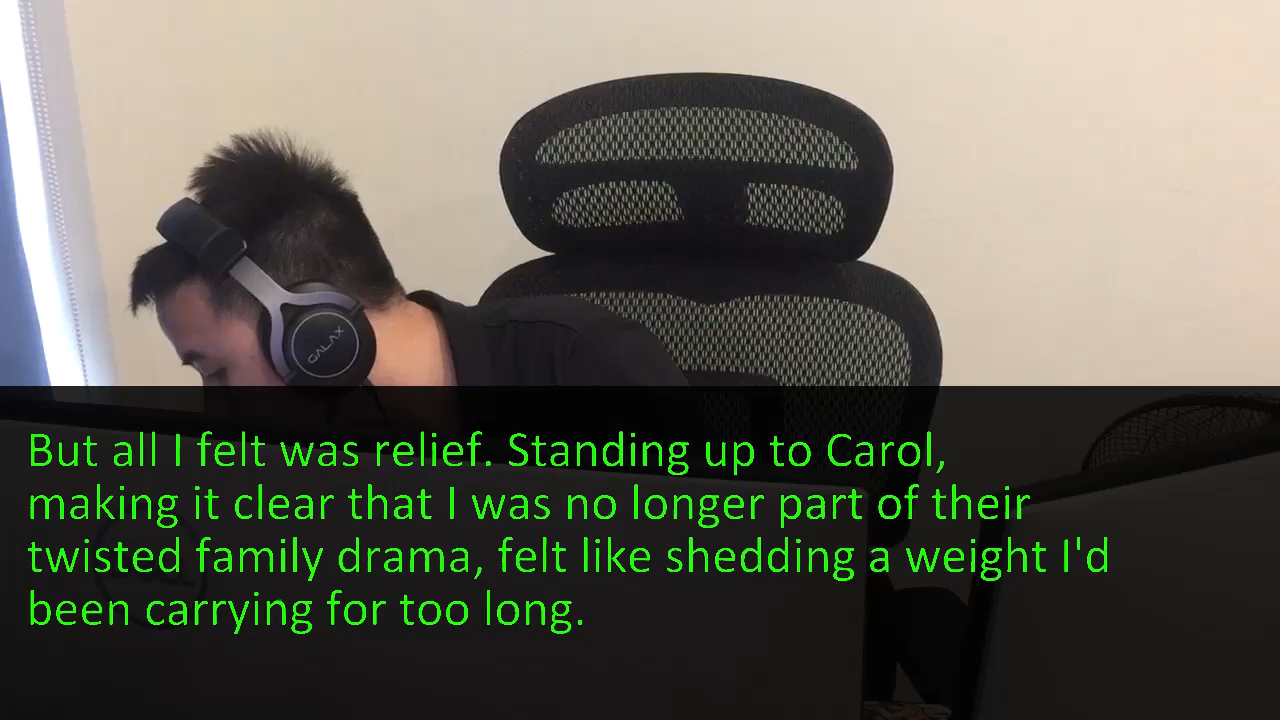 GALAX
But all I felt was relief. Standing up to Carol,
making it clear that I was no longer part of their
twisted family drama, felt like shedding a weight I'd
been carrying for too long.
DELL